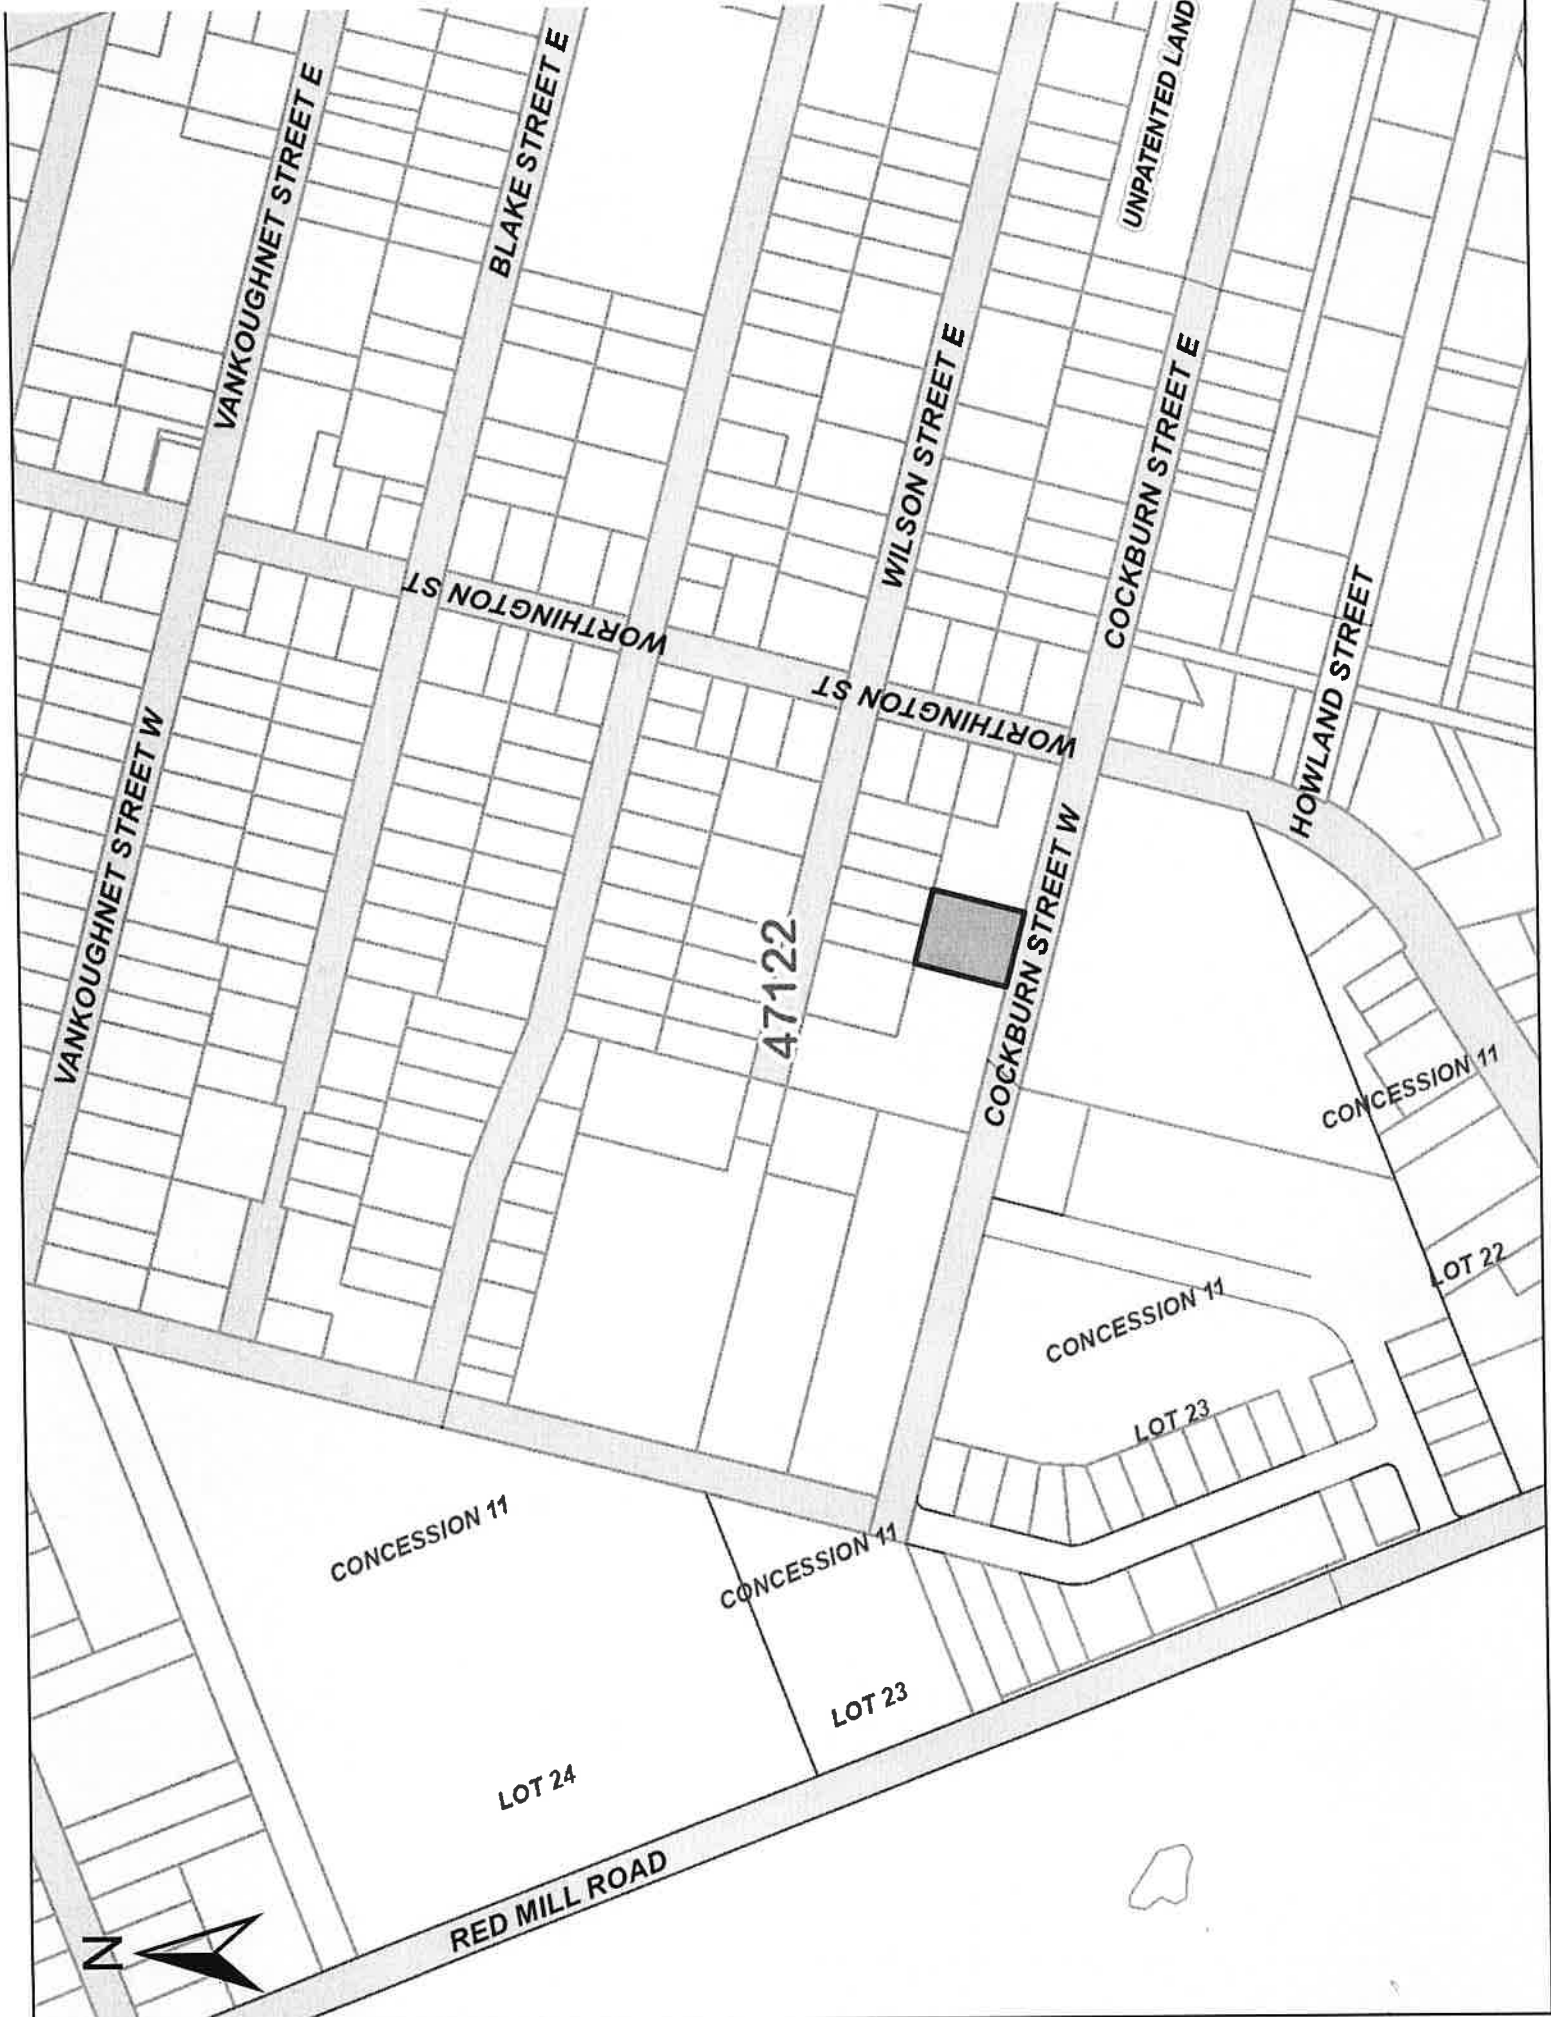 VANKOUGHNET STREET E
BLAKE STREET E
UNPATENTED LAND
WILSON STREET E
COCKBURN STREET E
WORTHINGTON ST
WORTHINGTON ST
HOWLAND STREET
VANKOUGHNET STREET W
COCKBURN STREET W
47122
COCKBURN STREET W
CONCESSION 11
LOT 22
CONCESSION 11
LOT 23
CONCESSION 11
CONCESSION 11
LOT 23
LOT 24
RED MILL ROAD
N